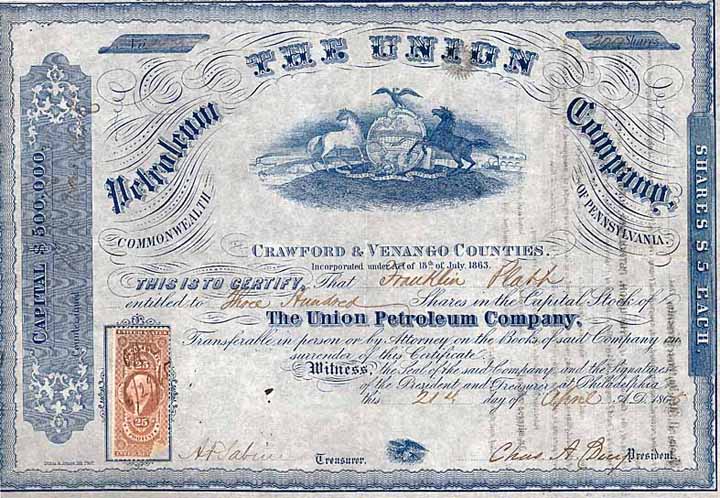 No.
Shares
THE UNION
Petroleum Company,
COMMONWEALTH OF PENNSYLVANIA.
CAPITAL $500,000.
SHARES $5 EACH.
CRAWFORD & VENANGO COUNTIES.
Incorporated under Act of 18th of July, 1863.
THIS IS TO CERTIFY, That Franklin Platt
entitled to Three Hundred Shares in the Capital Stock of
The Union Petroleum Company,
Transferable in person or by Attorney on the Books of said Company on
surrender of this Certificate.
Witness, the Seal of the said Company and the Signatures
of the President and Treasurer at Philadelphia
this 21st day of April A.D. 1865
25
25
Treasurer.
Chas A. President.